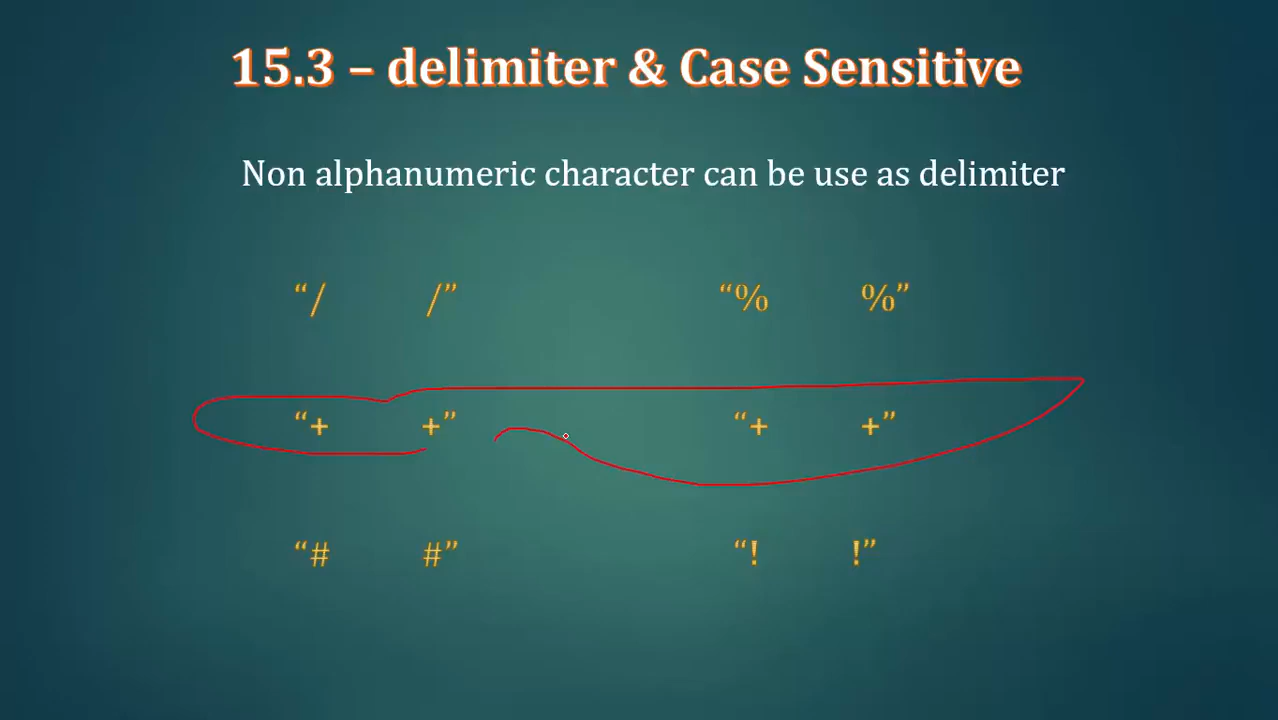 15.3 – delimiter & Case Sensitive
Non alphanumeric character can be use as delimiter
“/ /” “% %”
“+ +” “+ +”
“# #” “! !”